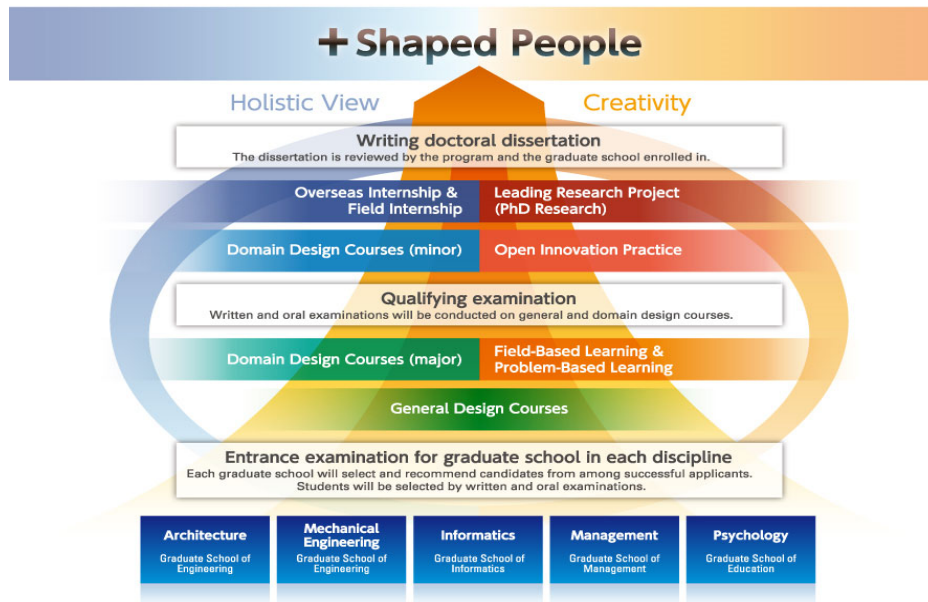 +Shaped People
Holistic View
Creativity
Writing doctoral dissertation
The dissertation is reviewed by the program and the graduate school enrolled in.
Overseas Internship &
Field Internship
Leading Research Project
(PhD Research)
Domain Design Courses (minor)
Open Innovation Practice
Qualifying examination
Written and oral examinations will be conducted on general and domain design courses.
Domain Design Courses (major)
Field-Based Learning &
Problem-Based Learning
General Design Courses
Entrance examination for graduate school in each discipline
Each graduate school will select and recommend candidates from among successful applicants.
Students will be selected by written and oral examinations.
Architecture
Graduate School of
Engineering
Mechanical
Engineering
Graduate School of
Engineering
Informatics
Graduate School of
Informatics
Management
Graduate School of
Management
Psychology
Graduate School of
Education